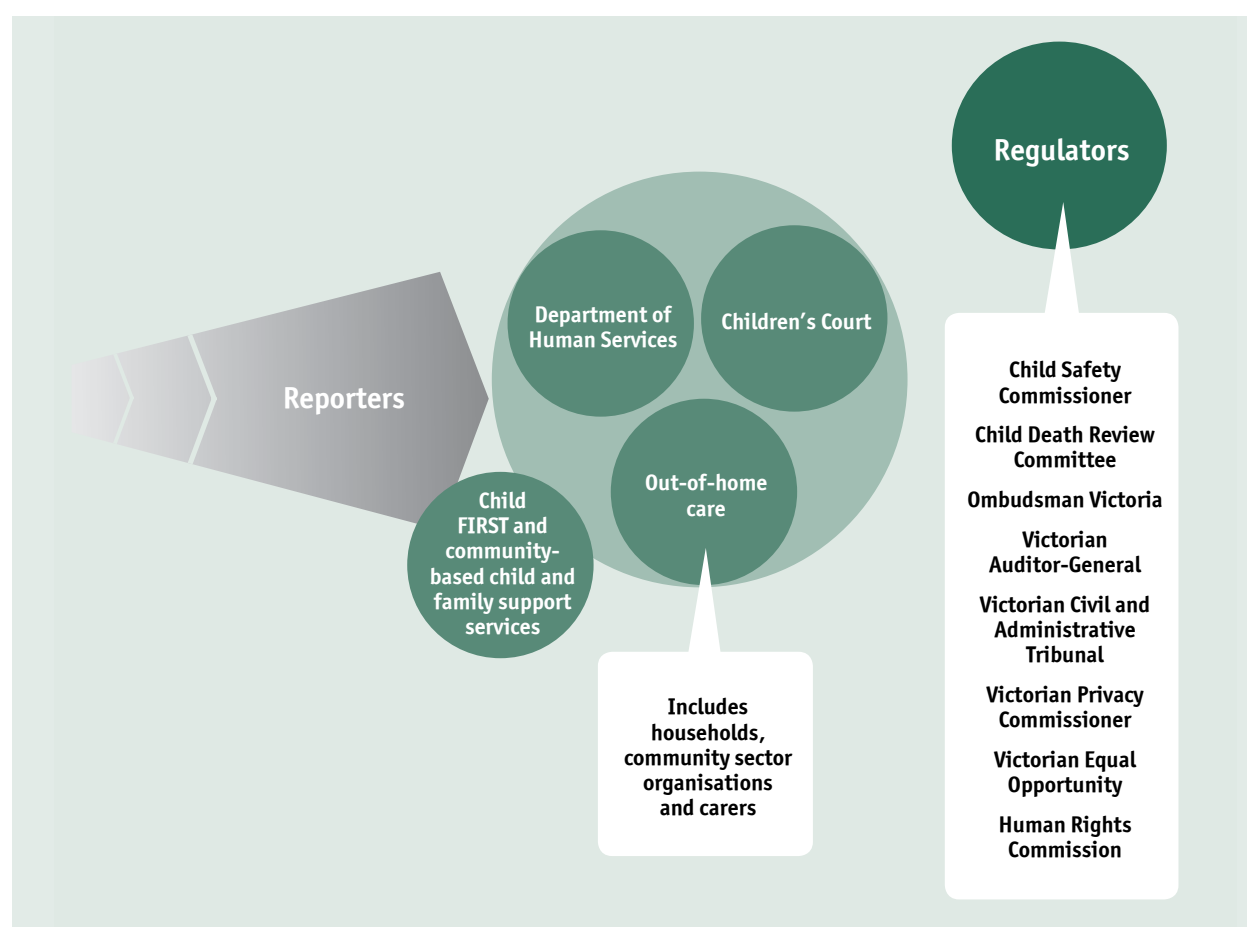 Regulators
Department of
Human Services
Children's Court
Reporters
Out-of-home
care
Child
FIRST and
community-
based child and
family support
services
Includes
households,
community sector
organisations
and carers
Child Safety
Commissioner
Child Death Review
Committee
Ombudsman Victoria
Victorian
Auditor-General
Victorian Civil and
Administrative
Tribunal
Victorian Privacy
Commissioner
Victorian Equal
Opportunity
Human Rights
Commission